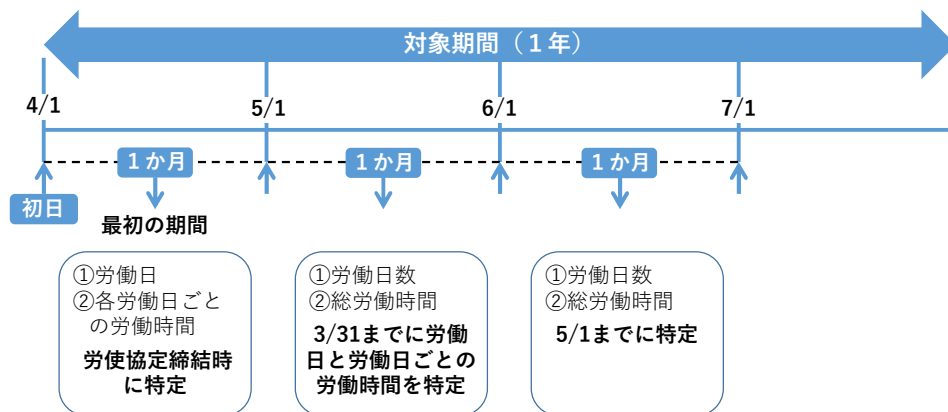 対象期間（１年）
4/1
5/1
6/1
7/1
１か月
１か月
１か月
初日
最初の期間
①労働日
②各労働日ごと
の労働時間
労使協定締結時
に特定
①労働日数
②総労働時間
3/31までに労働
日と労働日ごとの
労働時間を特定
①労働日数
②総労働時間
5/1までに特定